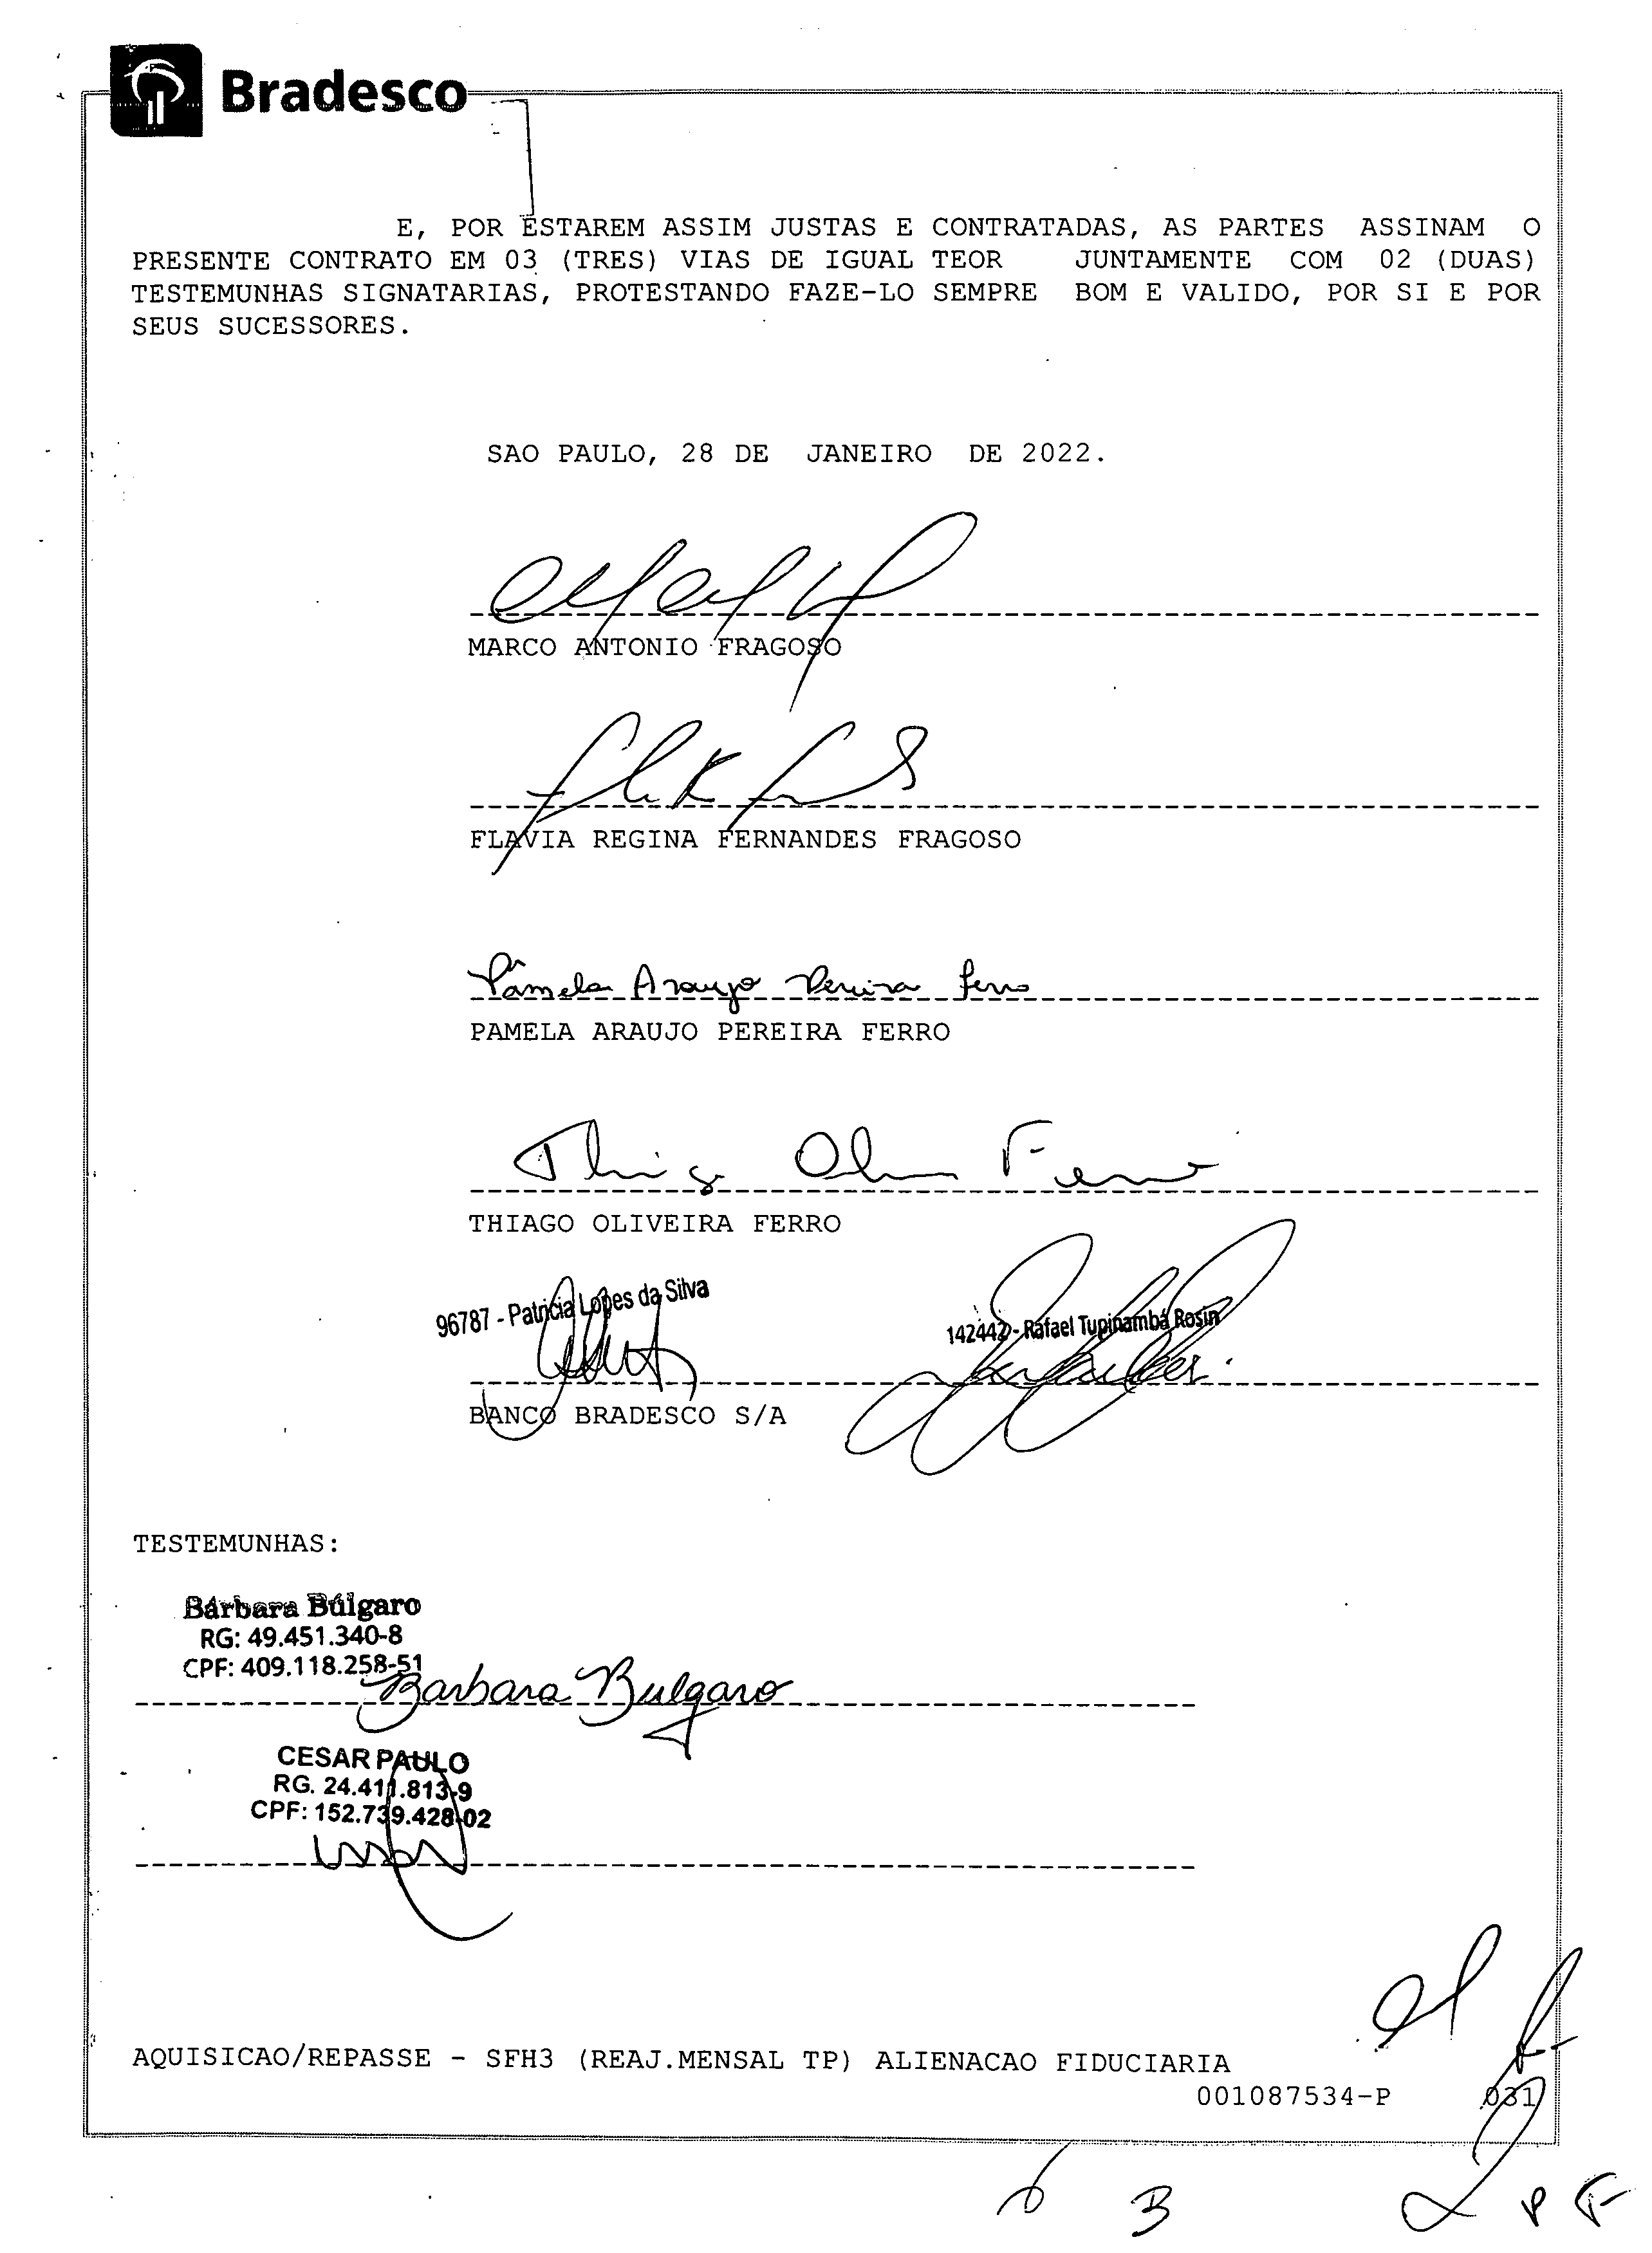 Bradesco
E, POR ESTAREM ASSIM JUSTAS E CONTRATADAS, AS PARTES ASSINAM O
PRESENTE CONTRATO EM 03 (TRES) VIAS DE IGUAL TEOR JUNTAMENTE COM 02 (DUAS)
TESTEMUNHAS SIGNATARIAS, PROTESTANDO FAZE-LO SEMPRE BOM E VALIDO, POR SI E POR
SEUS SUCESSORES.
SAO PAULO, 28 DE JANEIRO DE 2022.
MARCO ANTONIO FRAGOSO
FLAVIA REGINA FERNANDES FRAGOSO
Pâmela Araujo Pereira Ferro
PAMELA ARAUJO PEREIRA FERRO
THIAGO OLIVEIRA FERRO
96787 - Patricia Lopes da Silva
142442 - Rafael Tupinambá Rosin
BANCO BRADESCO S/A
TESTEMUNHAS:
Bárbara Búlgaro
RG: 49.451.340-8
CPF: 409.118.258-51
Barbara Bulgaro
CESAR PAULO
RG. 24.411.813-9
CPF: 152.739.428-02
AQUISICAO/REPASSE - SFH3 (REAJ.MENSAL TP) ALIENACAO FIDUCIARIA
001087534-P 031
B
P F